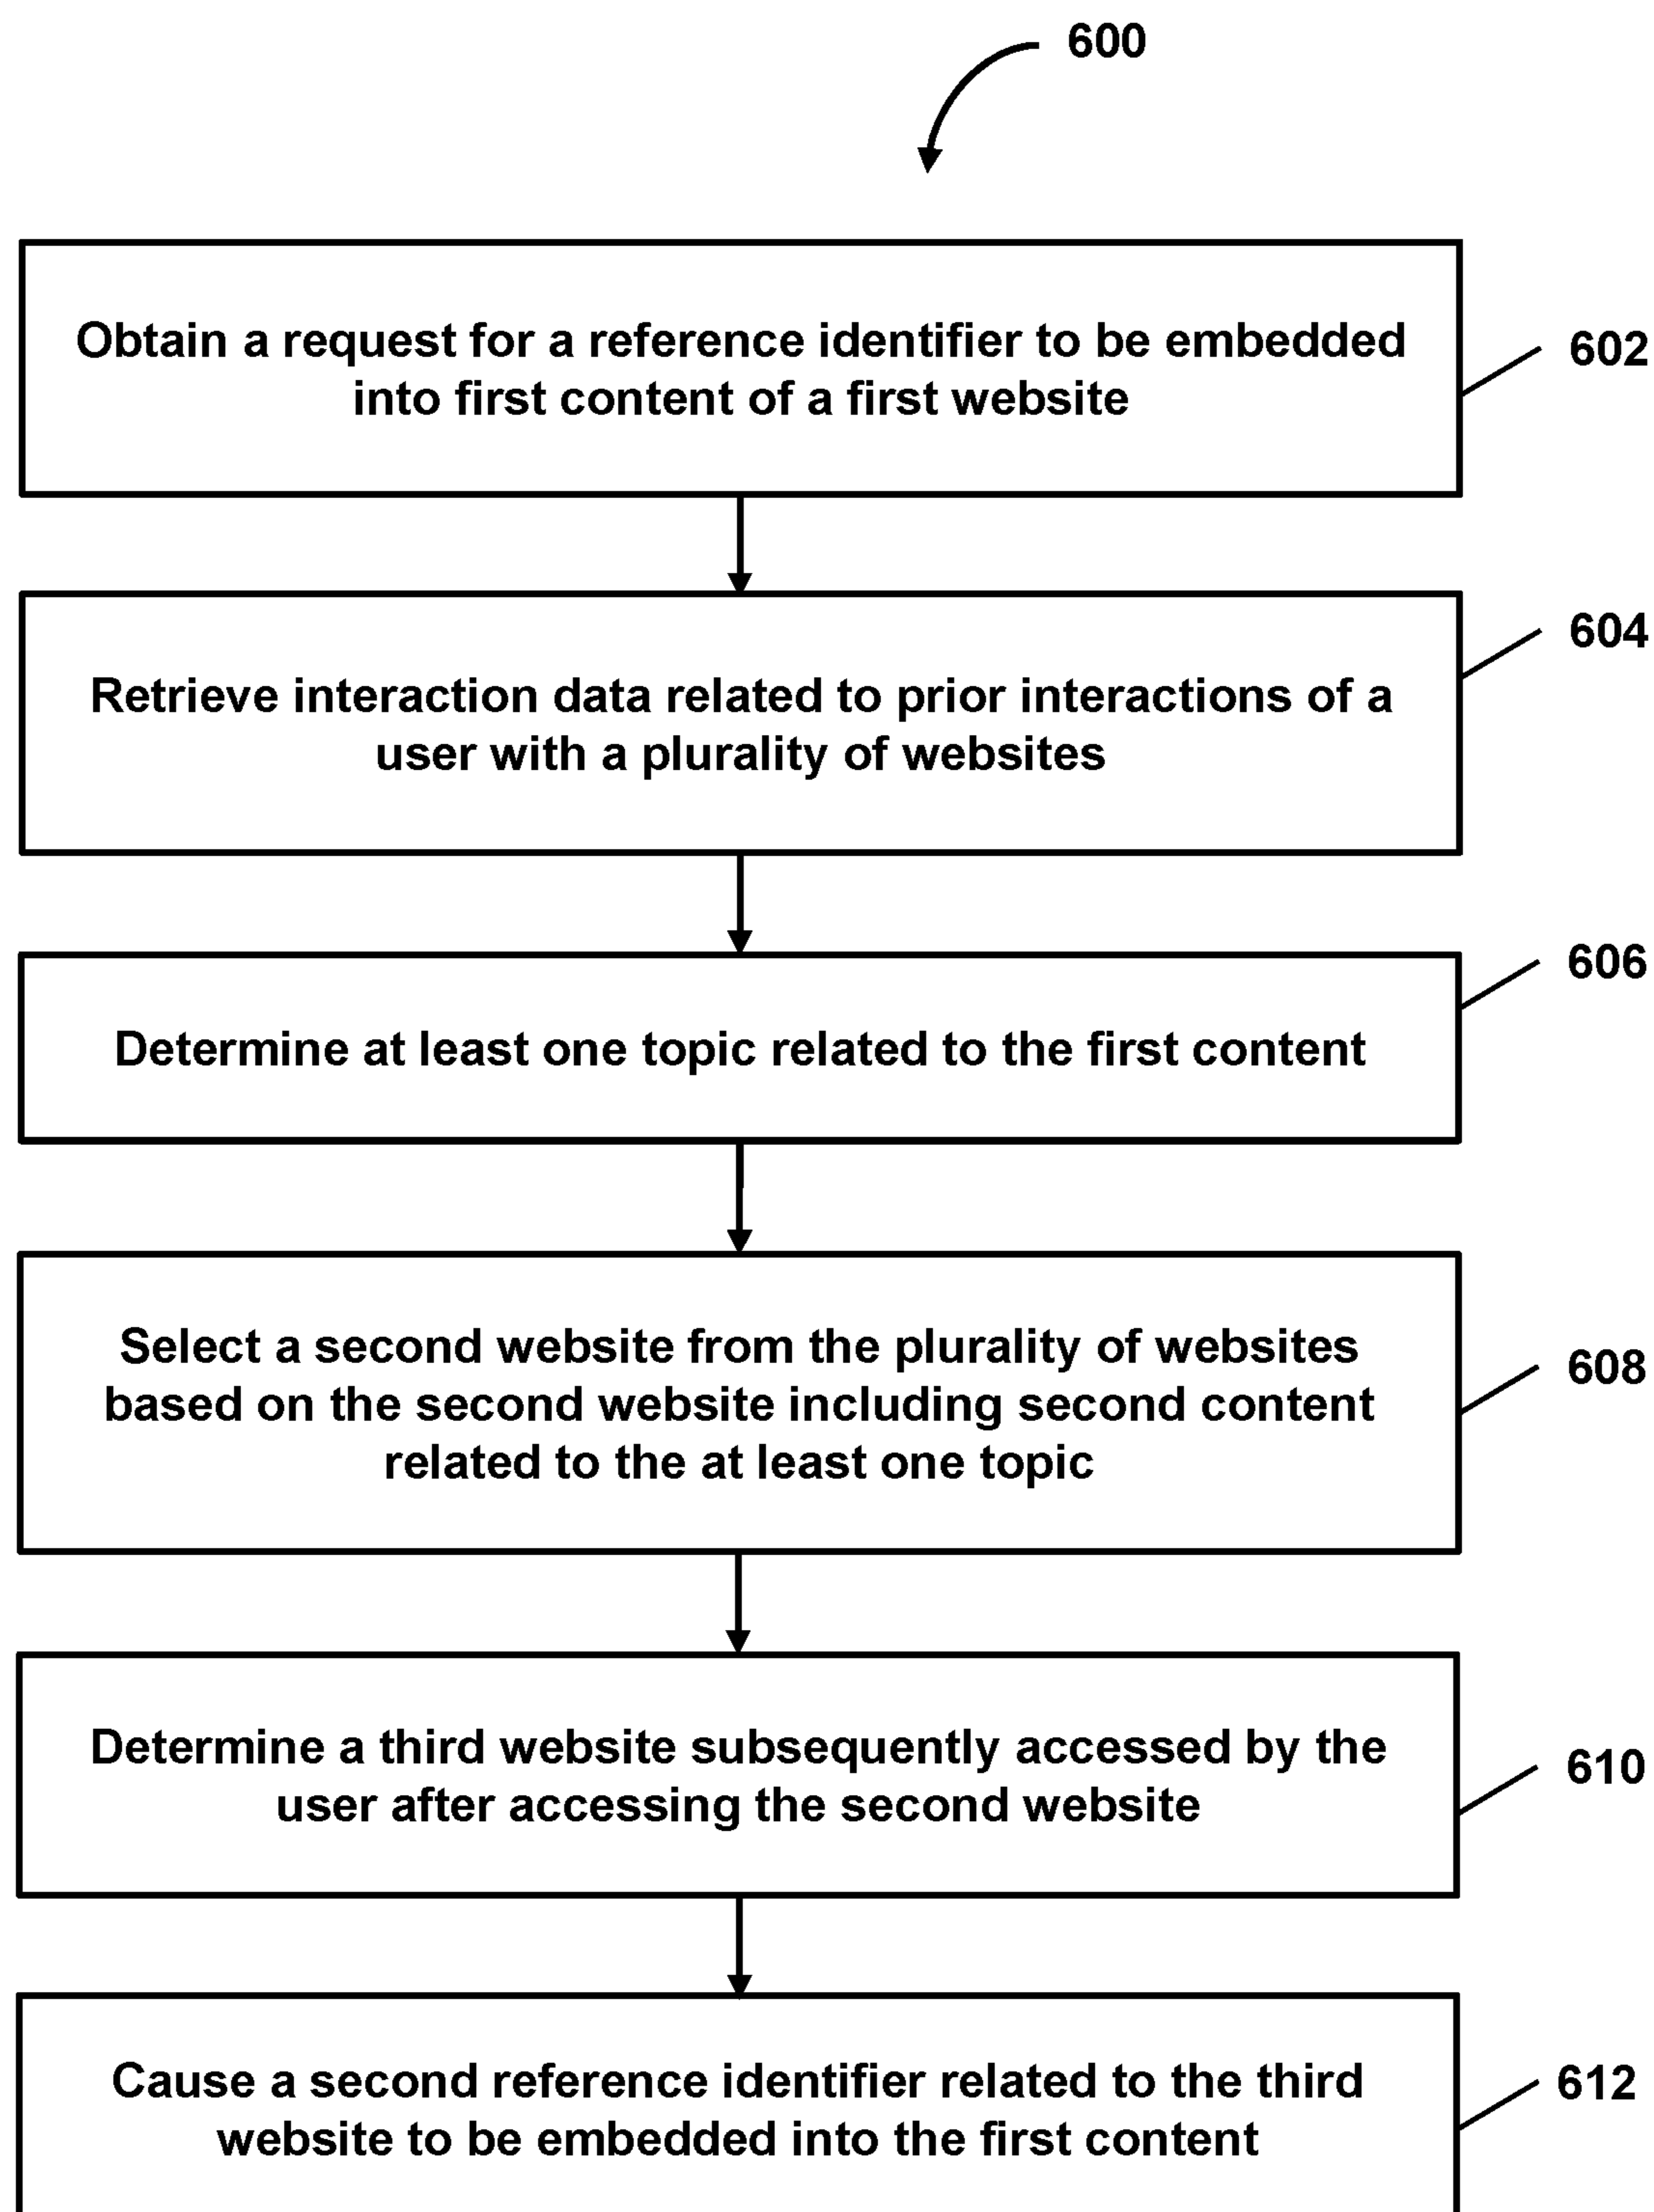 600
Obtain a request for a reference identifier to be embedded
into first content of a first website
602
Retrieve interaction data related to prior interactions of a
user with a plurality of websites
604
Determine at least one topic related to the first content
606
Select a second website from the plurality of websites
based on the second website including second content
related to the at least one topic
608
Determine a third website subsequently accessed by the
user after accessing the second website
610
Cause a second reference identifier related to the third
website to be embedded into the first content
612